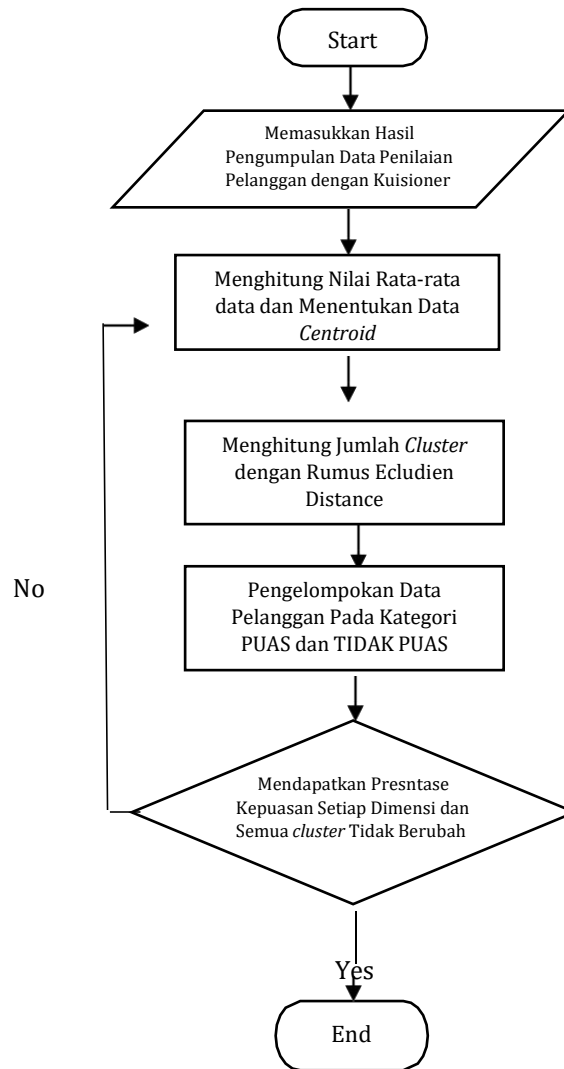 Start
Memasukkan Hasil
Pengumpulan Data Penilaian
Pelanggan dengan Kuisioner
Menghitung Nilai Rata-rata
data dan Menentukan Data
Centroid
Menghitung Jumlah Cluster
dengan Rumus Ecludien
Distance
No
Pengelompokan Data
Pelanggan Pada Kategori
PUAS dan TIDAK PUAS
Mendapatkan Presntase
Kepuasan Setiap Dimensi dan
Semua cluster Tidak Berubah
Yes
End